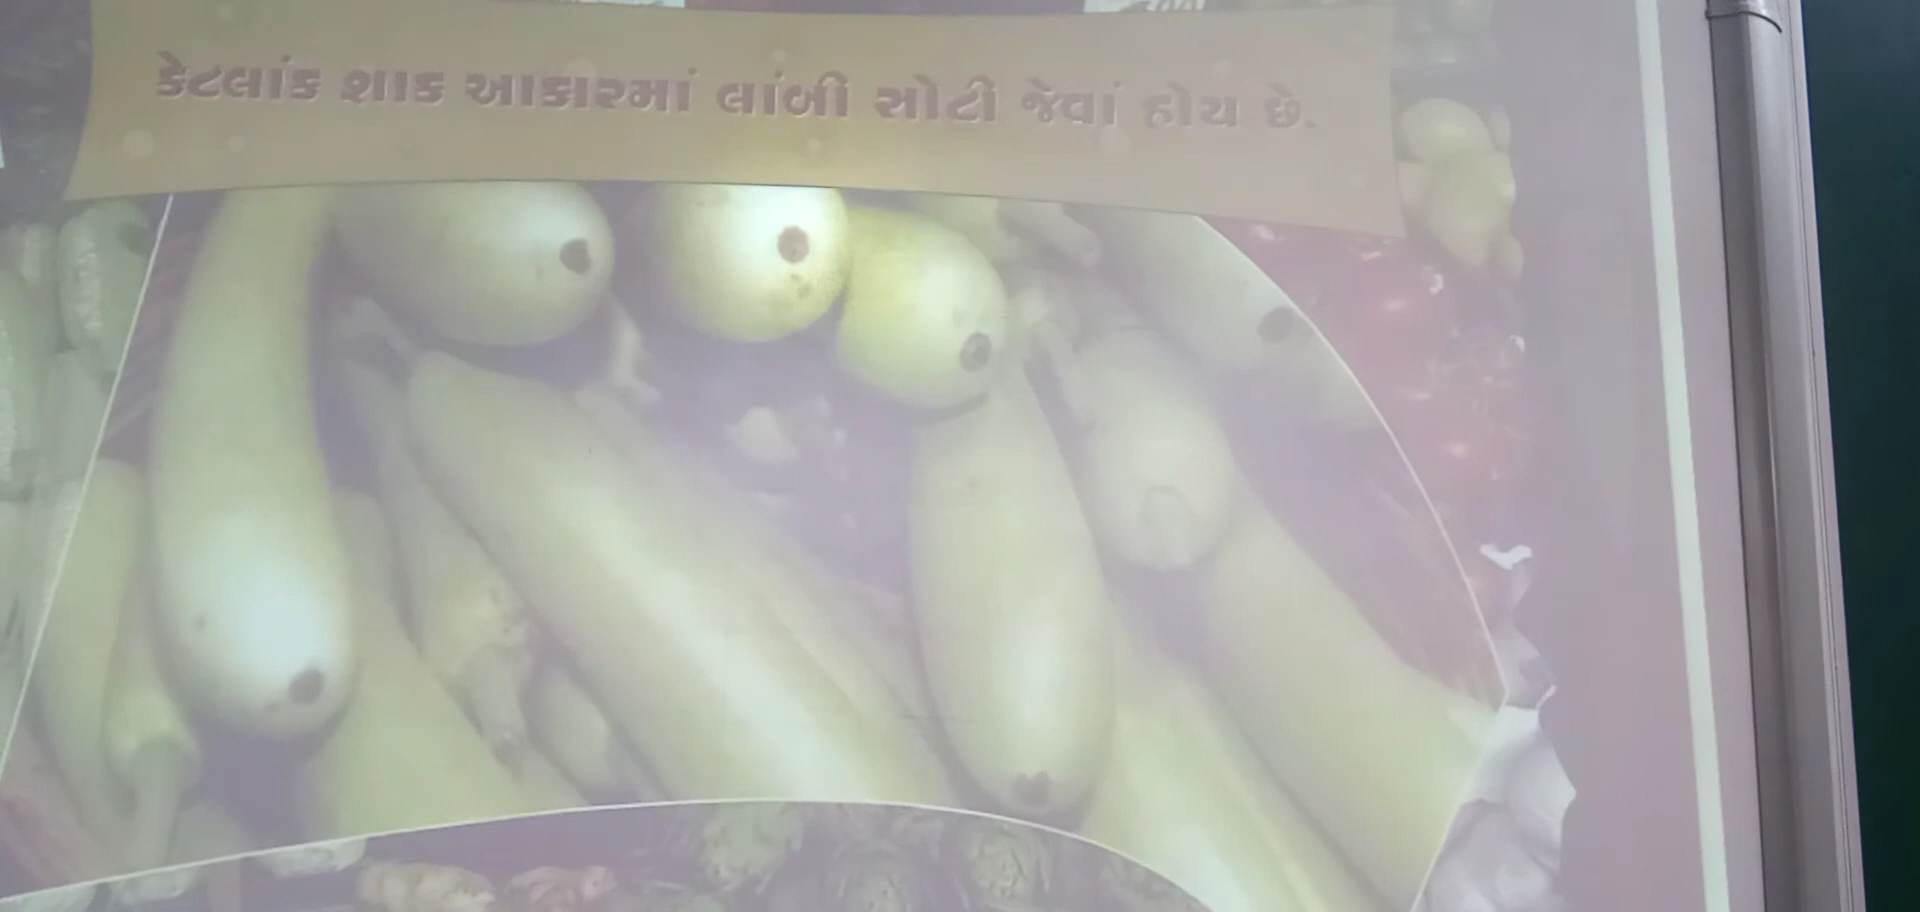 કેટલાંક શાક આકારમાં લાંબી સોટી જેવાં હોય છે.